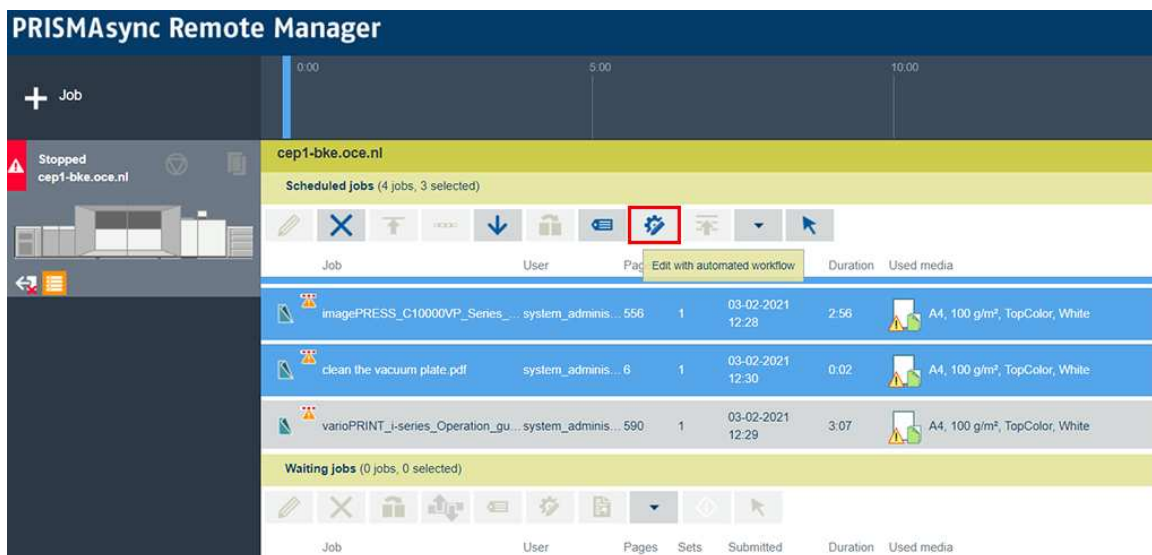 PRISMAsync Remote Manager
0:00 5:00 10:00
Job
Stopped
cep1-bke.oce.nl
cep1-bke.oce.nl
Scheduled jobs (4 jobs, 3 selected)
Edit with automated workflow
Job User Pag Duration Used media
imagePRESS_C10000VP_Series_... system_adminis... 556 1 03-02-2021 12:28 2:56 A4, 100 g/m², TopColor, White
clean the vacuum plate.pdf system_adminis... 6 1 03-02-2021 12:30 0:02 A4, 100 g/m², TopColor, White
varioPRINT_i-series_Operation_gu... system_adminis... 590 1 03-02-2021 12:29 3:07 A4, 100 g/m², TopColor, White
Waiting jobs (0 jobs, 0 selected)
Job User Pages Sets Submitted Duration Used media